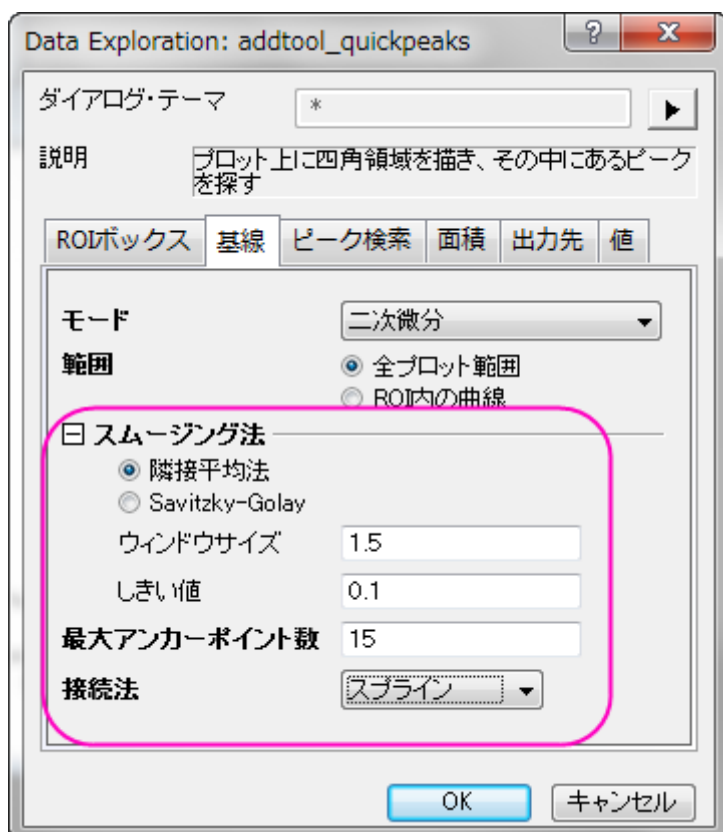 Data Exploration: addtool_quickpeaks
ダイアログ・テーマ *
説明 プロット上に四角領域を描き、その中にあるピーク
を探す
ROIボックス 基線 ピーク検索 面積 出力先 値
モード 二次微分
範囲 全プロット範囲
ROI内の曲線
スムージング法
隣接平均法
Savitzky-Golay
ウィンドウサイズ 1.5
しきい値 0.1
最大アンカーポイント数 15
接続法 スプライン
OK キャンセル